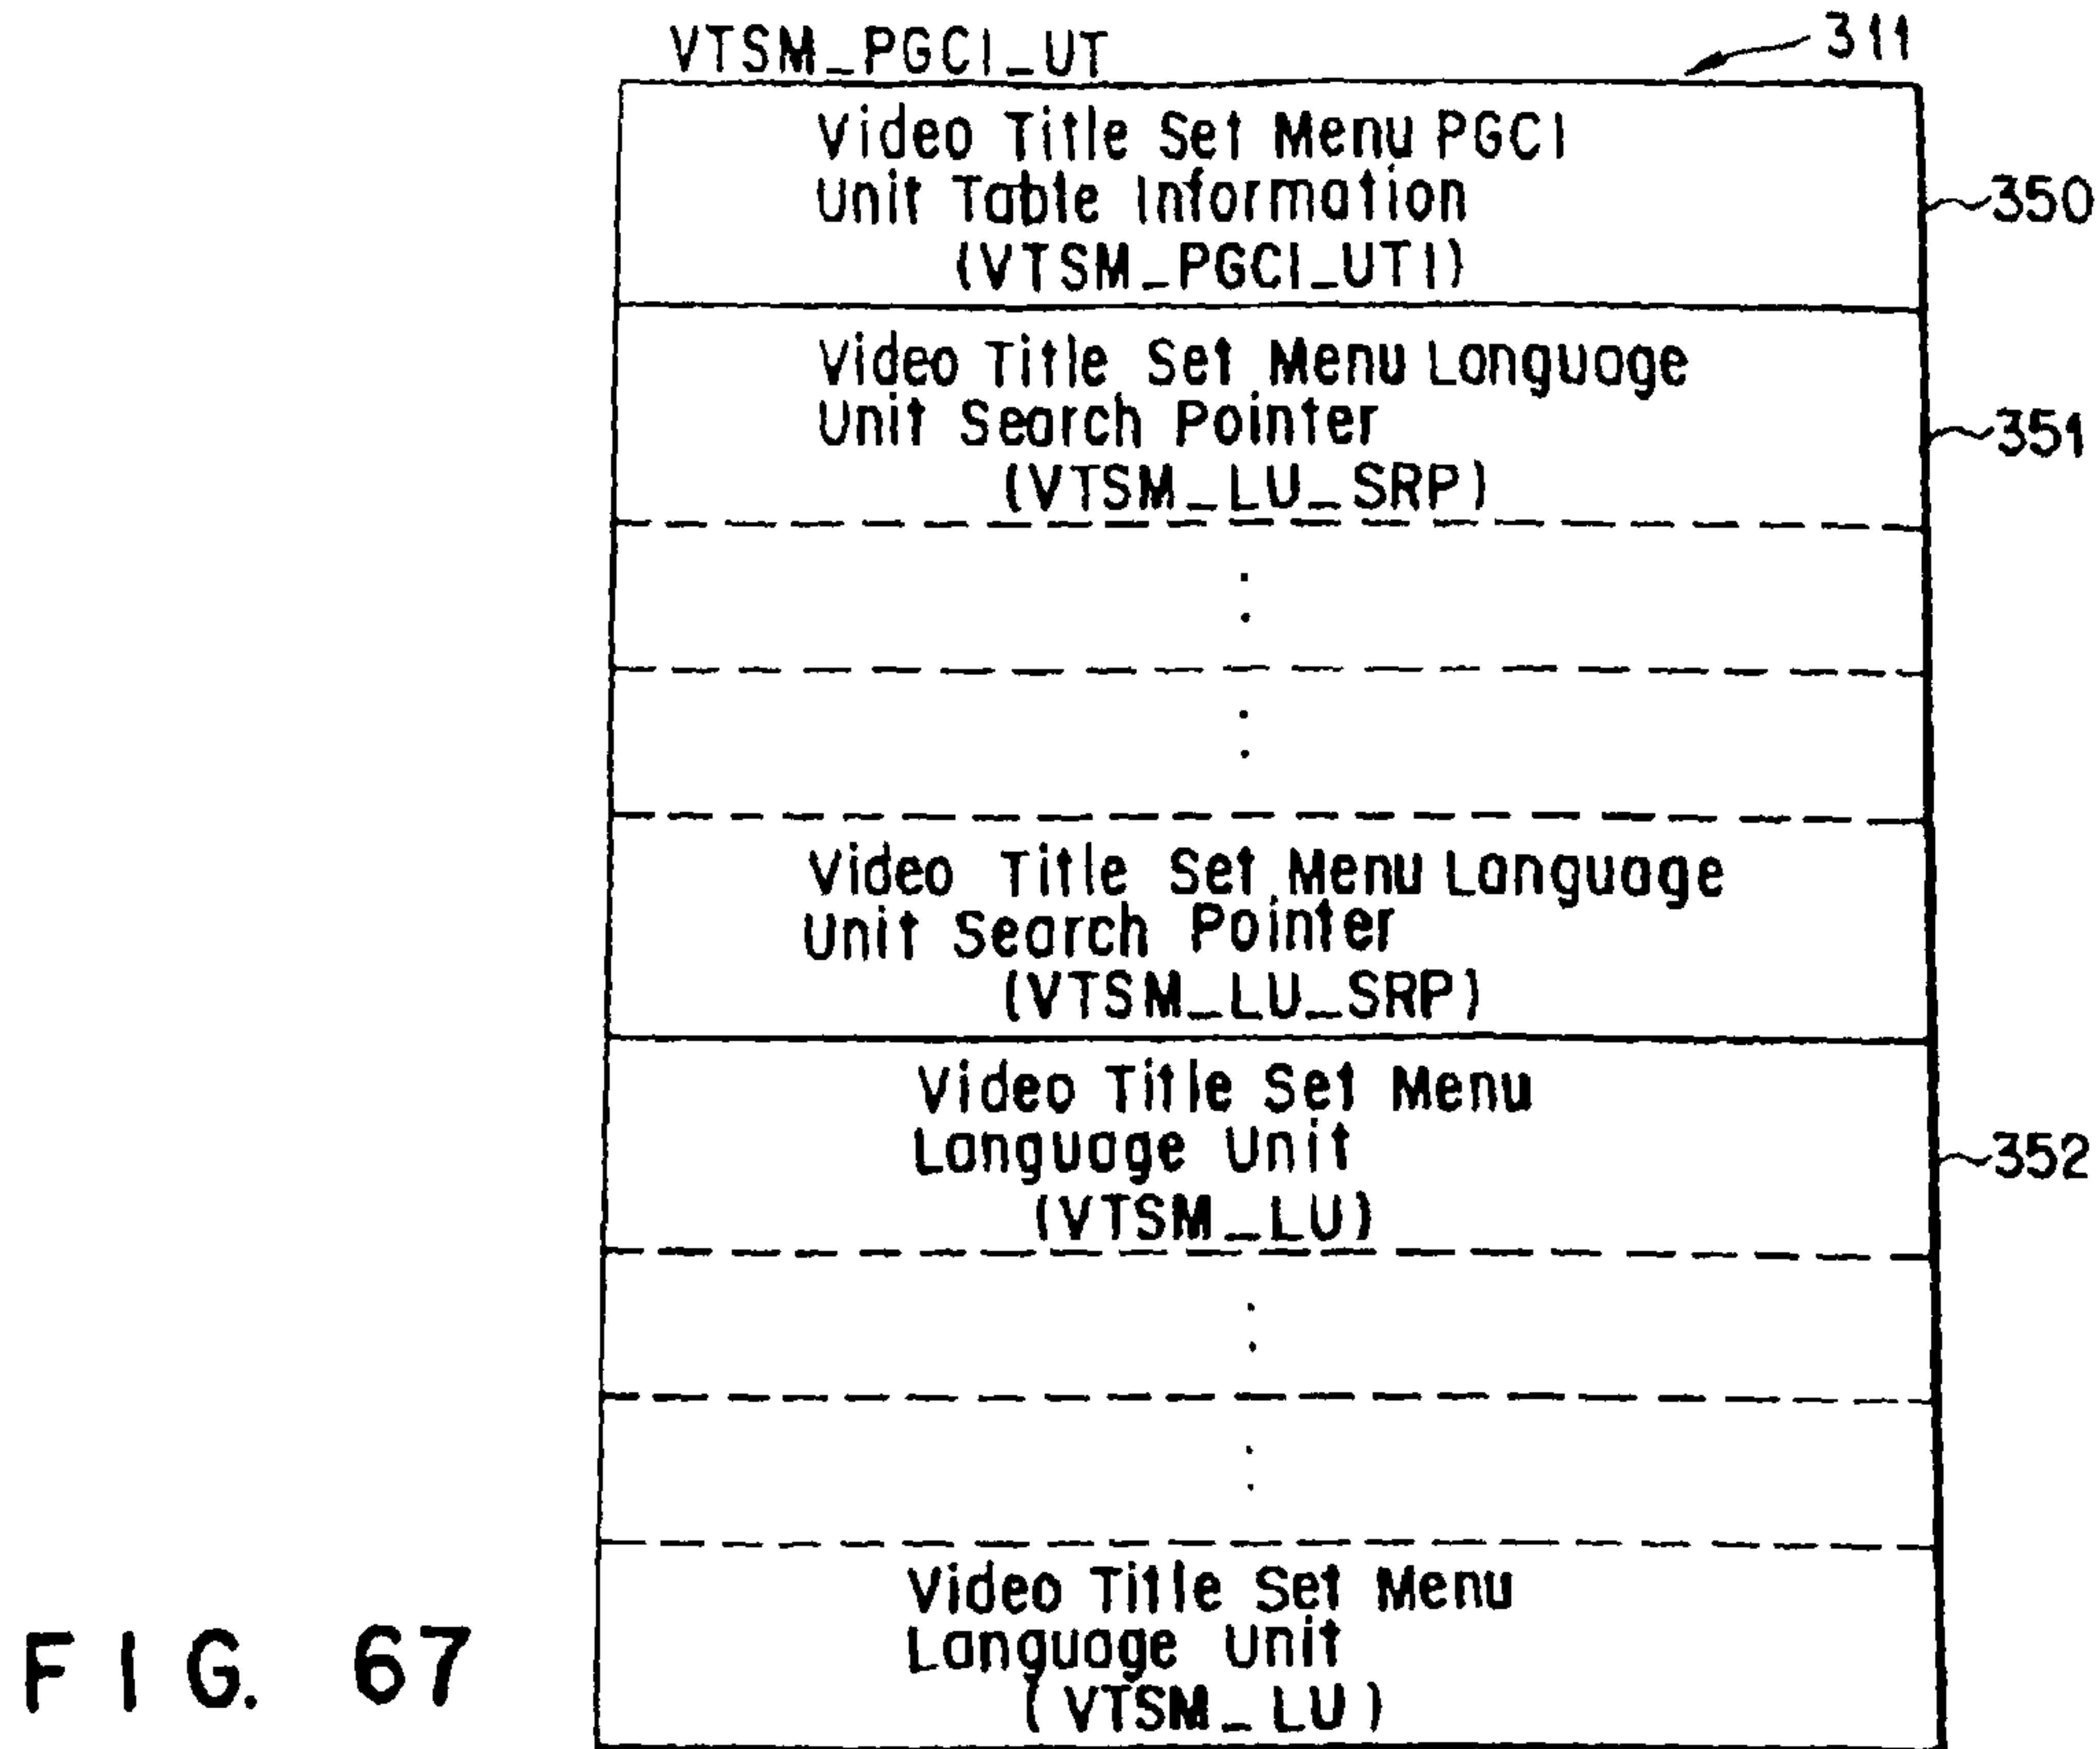 VTSM_PGCI_UT
311
Video Title Set Menu PGCI
Unit Table Information
(VTSM_PGCI_UTI)
350
Video Title Set Menu Language
Unit Search Pointer
(VTSM_LU_SRP)
351
Video Title Set Menu Language
Unit Search Pointer
(VTSM_LU_SRP)
Video Title Set Menu
Language Unit
(VTSM_LU)
352
Video Title Set Menu
Language Unit
(VTSM_LU)
FIG. 67